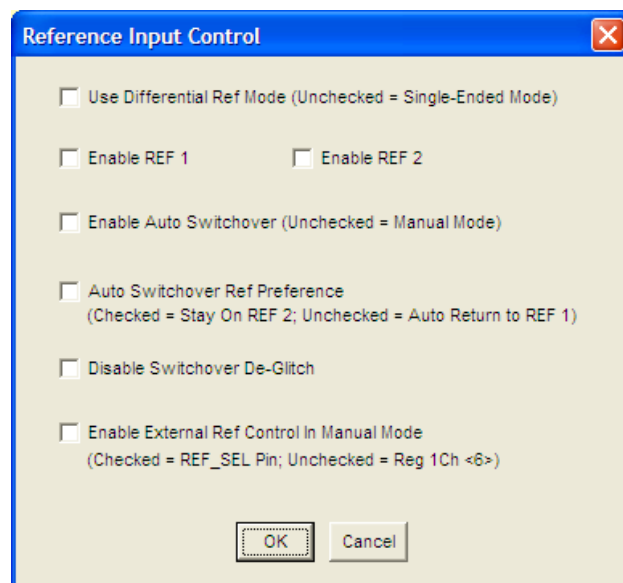 Reference Input Control
Use Differential Ref Mode (Unchecked = Single-Ended Mode)
Enable REF 1
Enable REF 2
Enable Auto Switchover (Unchecked = Manual Mode)
Auto Switchover Ref Preference
(Checked = Stay On REF 2; Unchecked = Auto Return to REF 1)
Disable Switchover De-Glitch
Enable External Ref Control In Manual Mode
(Checked = REF_SEL Pin; Unchecked = Reg 1Ch <6>)
OK
Cancel